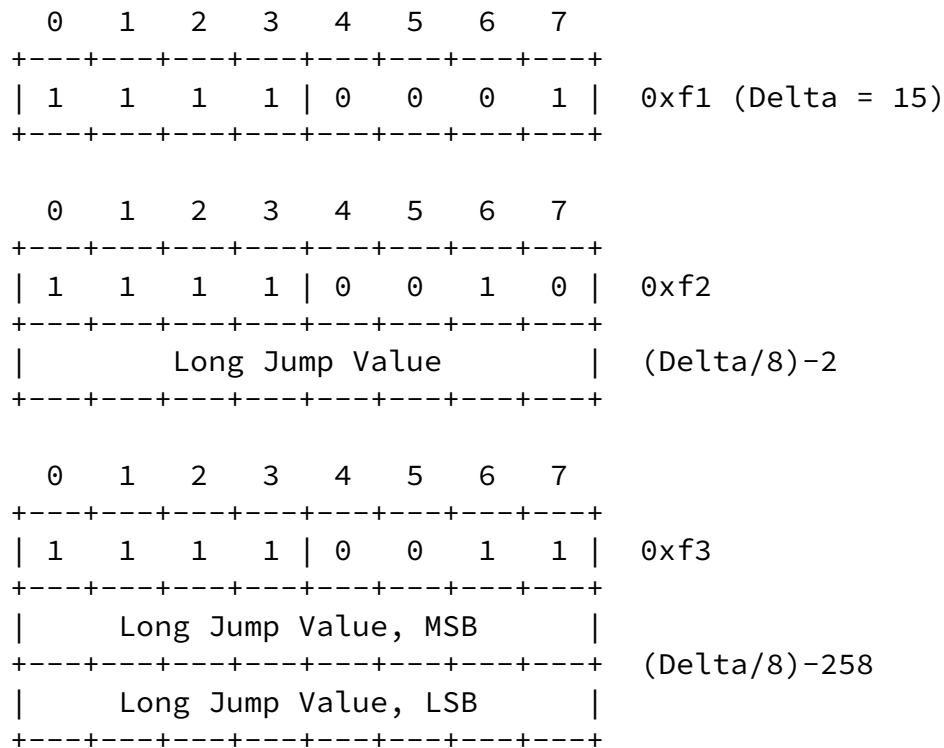 0   1   2   3   4   5   6   7
+---+---+---+---+---+---+---+---+
| 1   1   1   1 | 0   0   0   1 |  0xf1 (Delta = 15)
+---+---+---+---+---+---+---+---+

  0   1   2   3   4   5   6   7
+---+---+---+---+---+---+---+---+
| 1   1   1   1 | 0   0   1   0 |  0xf2
+---+---+---+---+---+---+---+---+
|        Long Jump Value        |  (Delta/8)-2
+---+---+---+---+---+---+---+---+

  0   1   2   3   4   5   6   7
+---+---+---+---+---+---+---+---+
| 1   1   1   1 | 0   0   1   1 |  0xf3
+---+---+---+---+---+---+---+---+
|     Long Jump Value, MSB      |
+---+---+---+---+---+---+---+---+  (Delta/8)-258
|     Long Jump Value, LSB      |
+---+---+---+---+---+---+---+---+